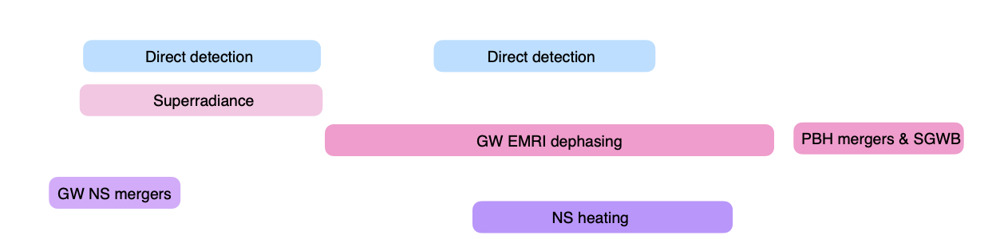 Direct detection
Direct detection
Superradiance
GW EMRI dephasing
PBH mergers & SGWB
GW NS mergers
NS heating